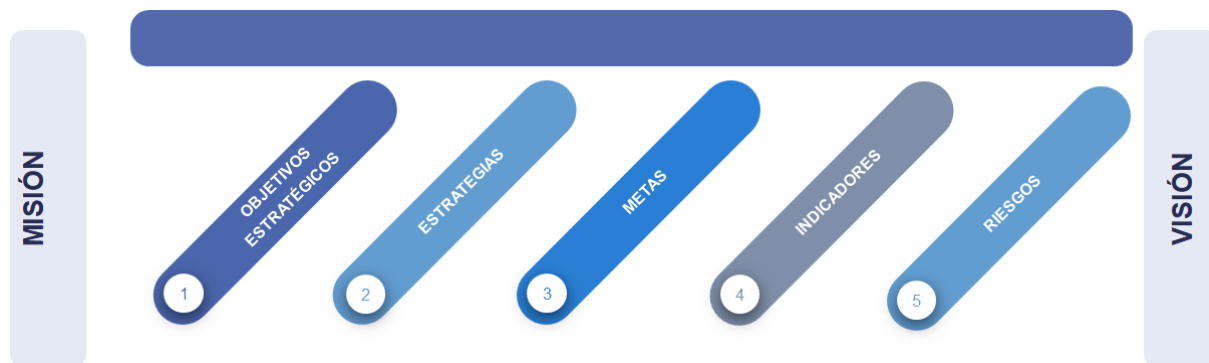 MISIÓN
OBJETIVOS
ESTRATÉGICOS
1
ESTRATEGIAS
2
METAS
3
INDICADORES
4
RIESGOS
5
VISIÓN